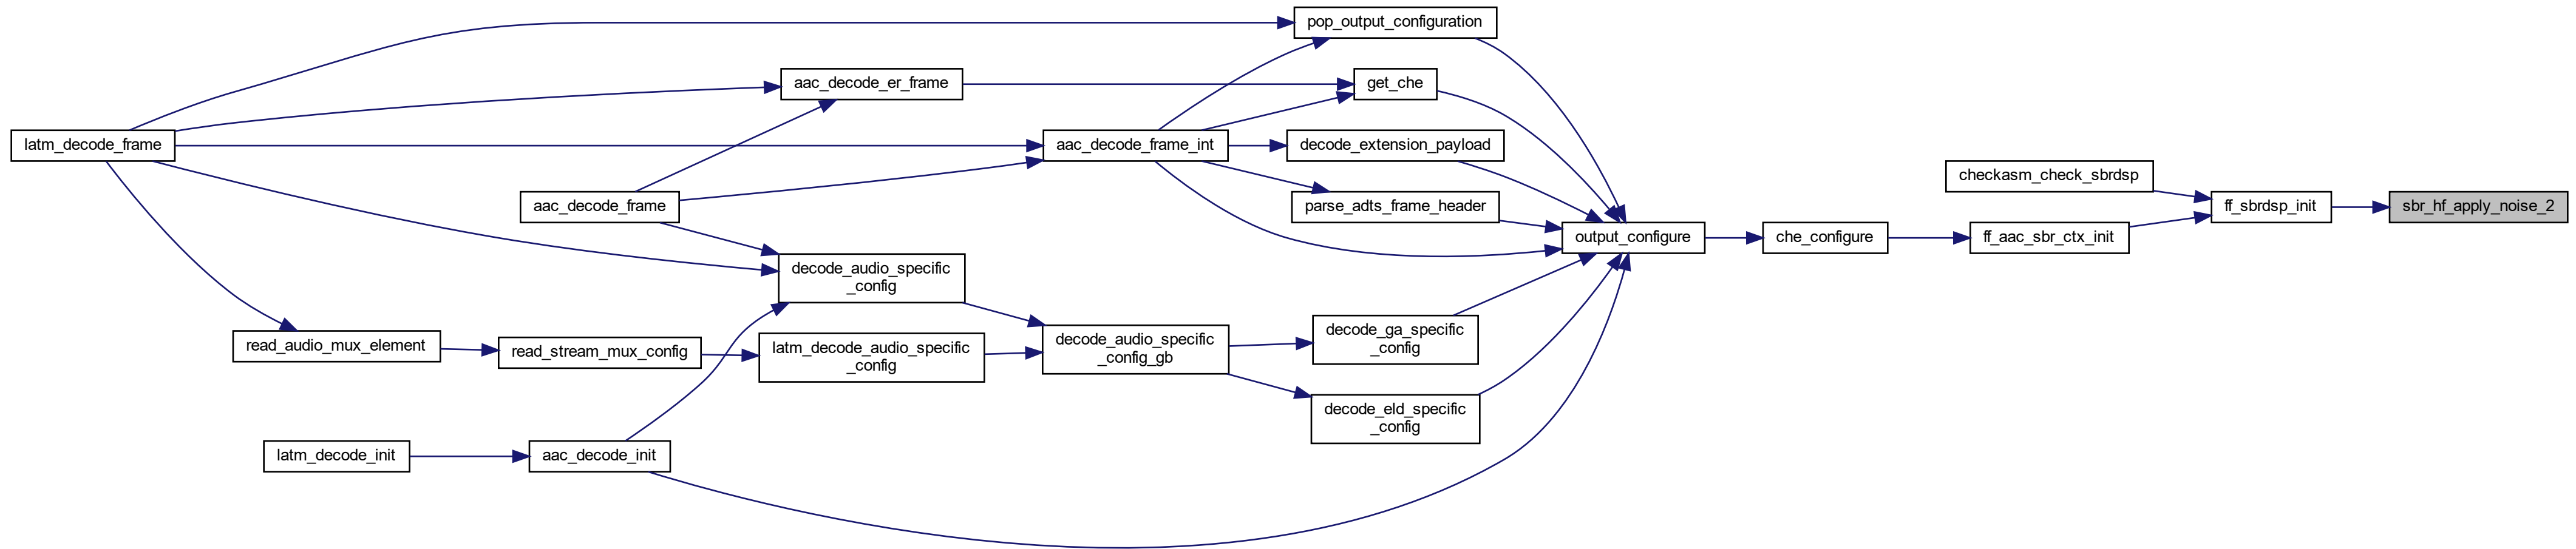 pop_output_configuration
aac_decode_er_frame
get_che
latm_decode_frame
aac_decode_frame_int
decode_extension_payload
checkasm_check_sbrdsp
aac_decode_frame
parse_adts_frame_header
ff_sbrdsp_init
sbr_hf_apply_noise_2
output_configure
che_configure
ff_aac_sbr_ctx_init
decode_audio_specific
_config
read_audio_mux_element
read_stream_mux_config
latm_decode_audio_specific
_config
decode_audio_specific
_config_gb
decode_ga_specific
_config
decode_eld_specific
_config
latm_decode_init
aac_decode_init